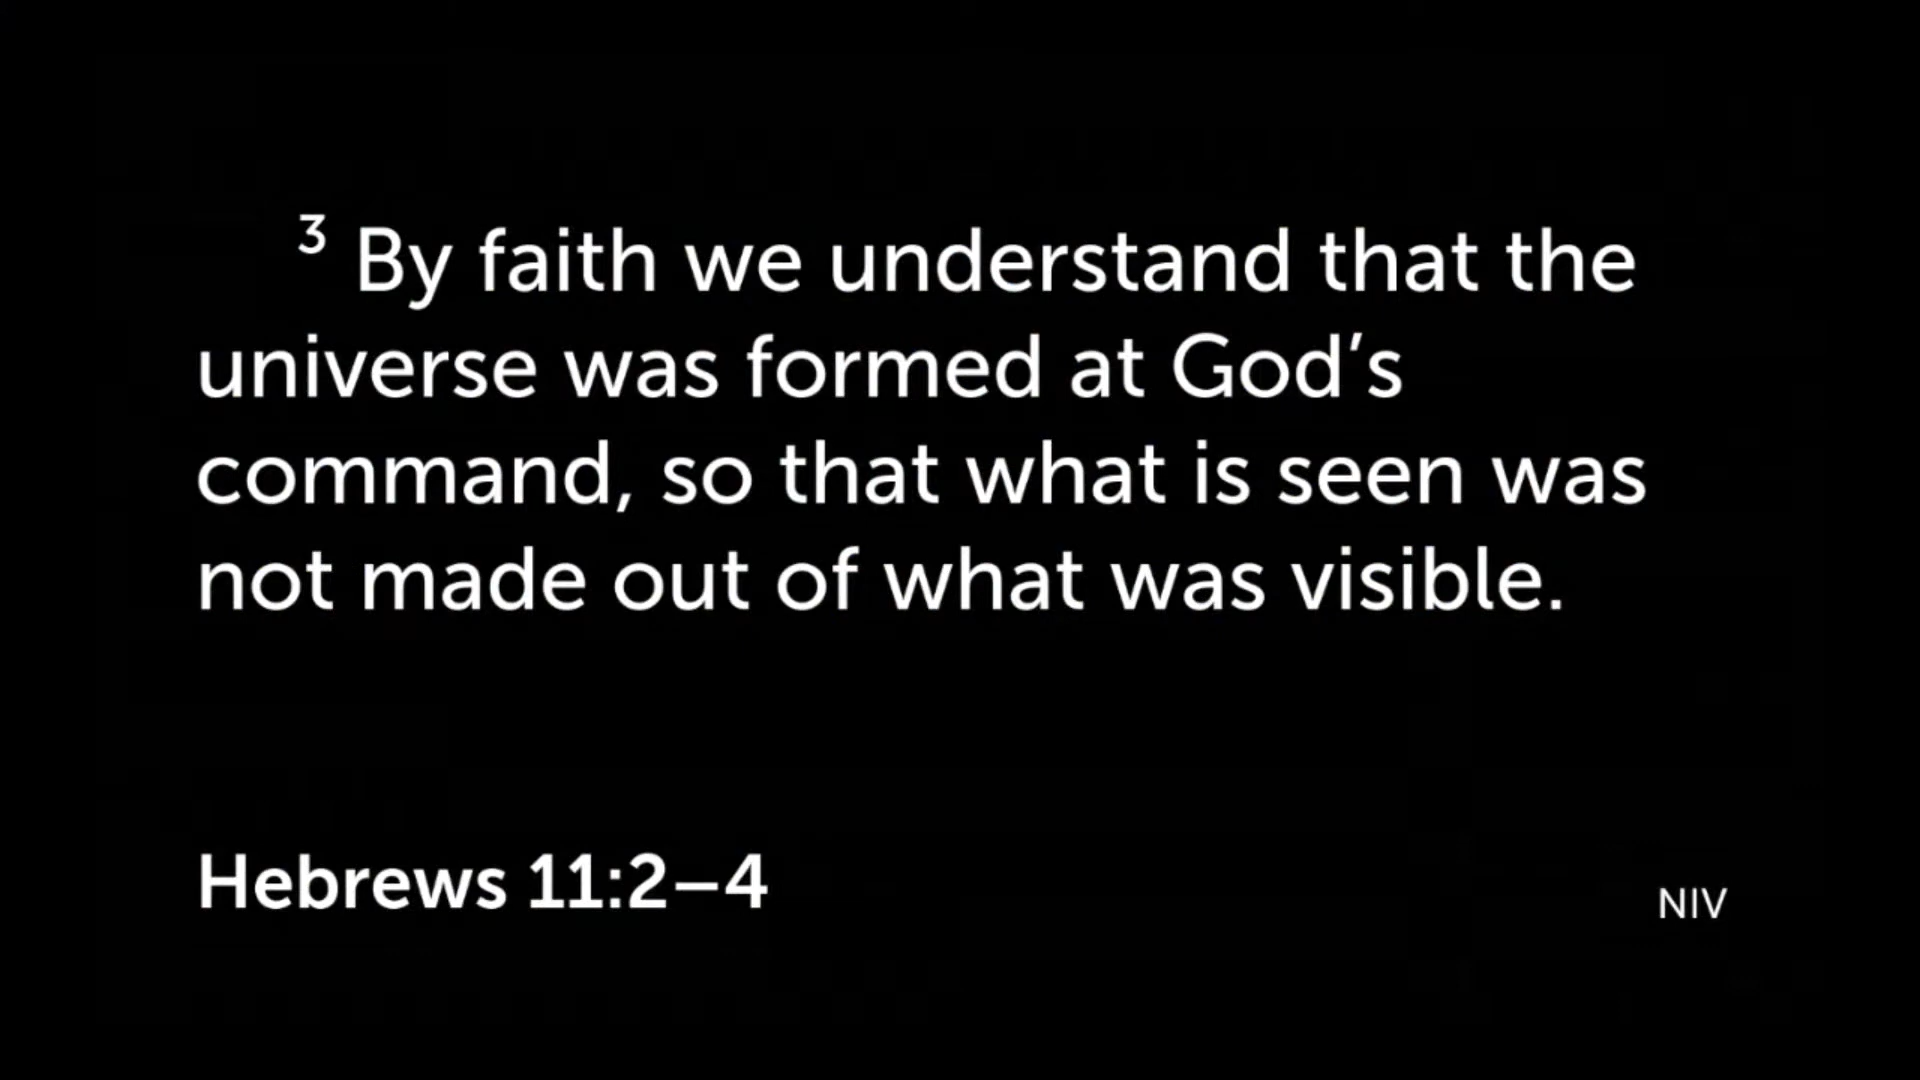 ³ By faith we understand that the
universe was formed at God’s
command, so that what is seen was
not made out of what was visible.
Hebrews 11:2–4
NIV